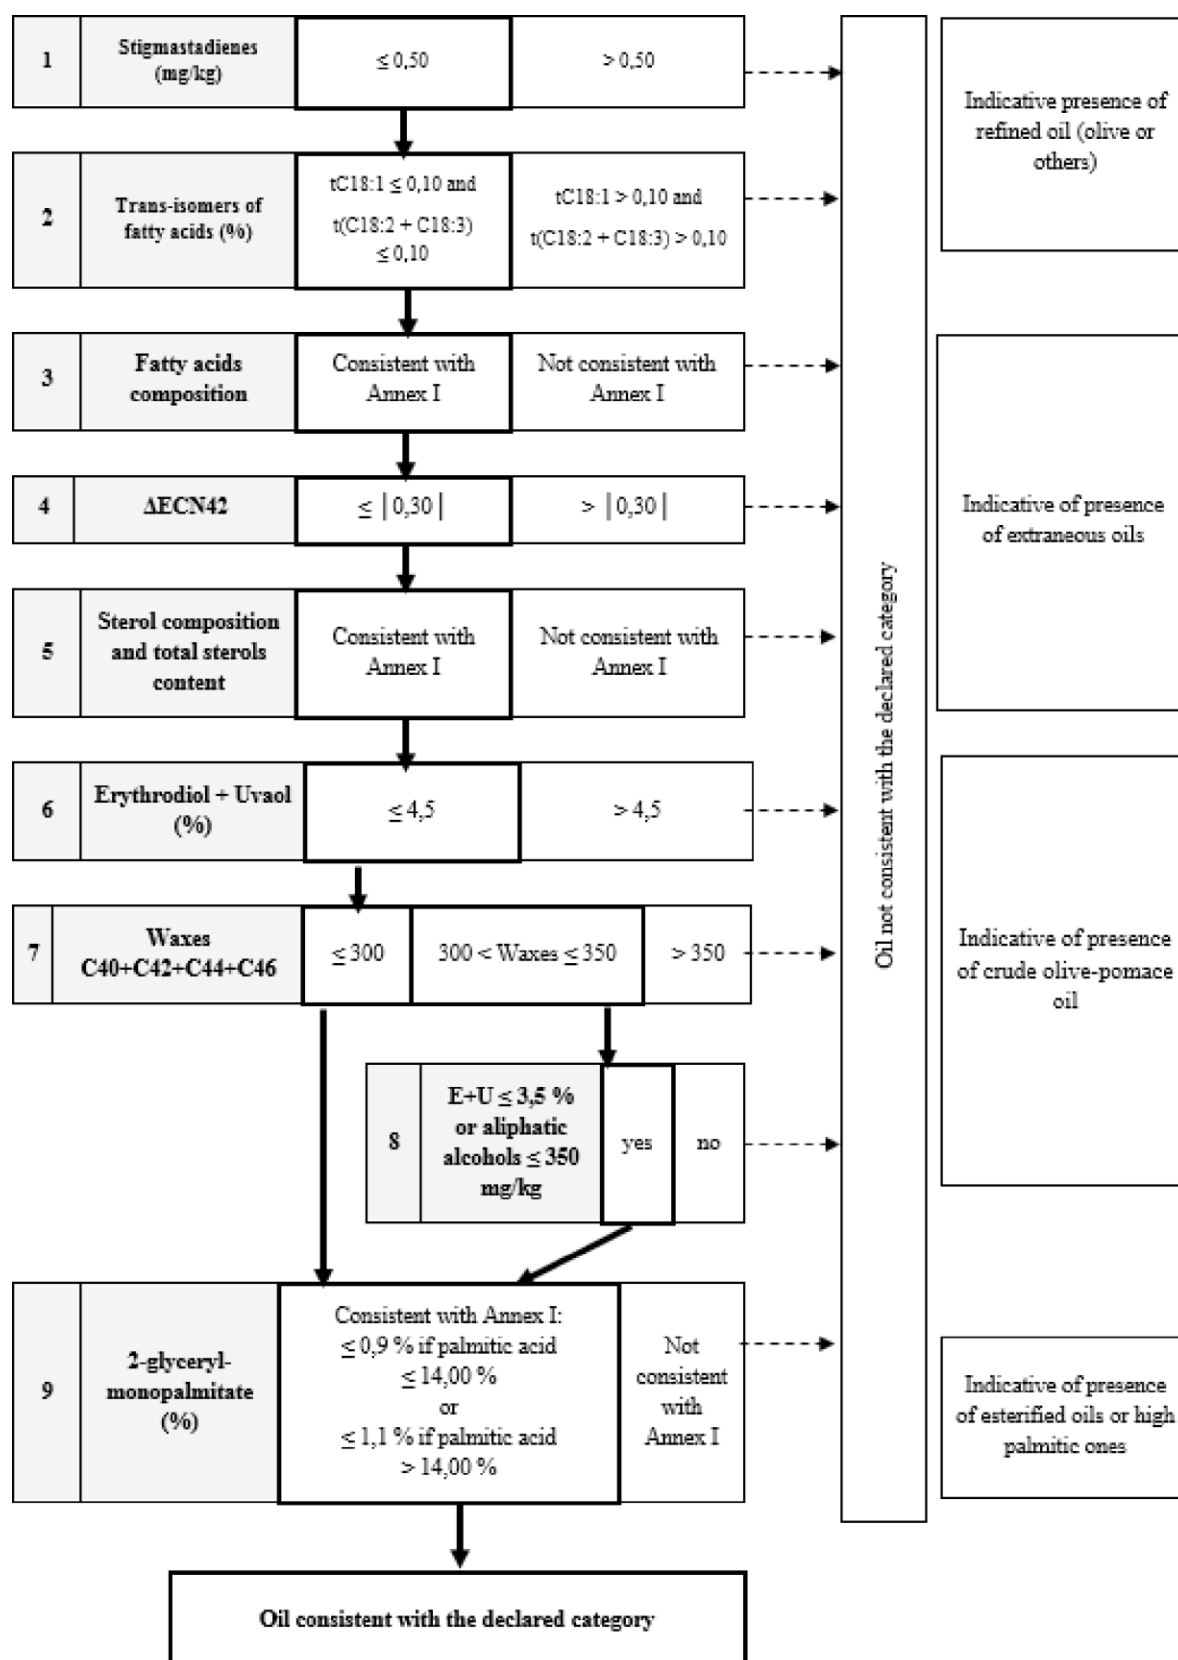 1
Stigmastadienes
(mg/kg)
≤ 0,50
> 0,50
Indicative presence of
refined oil (olive or
others)
2
Trans-isomers of
fatty acids (%)
tC18:1 ≤ 0,10 and
t(C18:2 + C18:3)
≤ 0,10
tC18:1 > 0,10 and
t(C18:2 + C18:3) > 0,10
3
Fatty acids
composition
Consistent with
Annex I
Not consistent with
Annex I
4
ΔECN42
≤ |0,30|
> |0,30|
Indicative of presence
of extraneous oils
5
Sterol composition
and total sterols
content
Consistent with
Annex I
Not consistent with
Annex I
Oil not consistent with the declared category
6
Erythrodiol + Uvaol
(%)
≤ 4,5
> 4,5
7
Waxes
C40+C42+C44+C46
≤ 300
300 < Waxes ≤ 350
> 350
Indicative of presence
of crude olive-pomace
oil
8
E+U ≤ 3,5 %
or aliphatic
alcohols ≤ 350
mg/kg
yes
no
9
2-glyceryl-
monopalmitate
(%)
Consistent with Annex I:
≤ 0,9 % if palmitic acid
≤ 14,00 %
or
≤ 1,1 % if palmitic acid
> 14,00 %
Not
consistent
with
Annex I
Indicative of presence
of esterified oils or high
palmitic ones
Oil consistent with the declared category